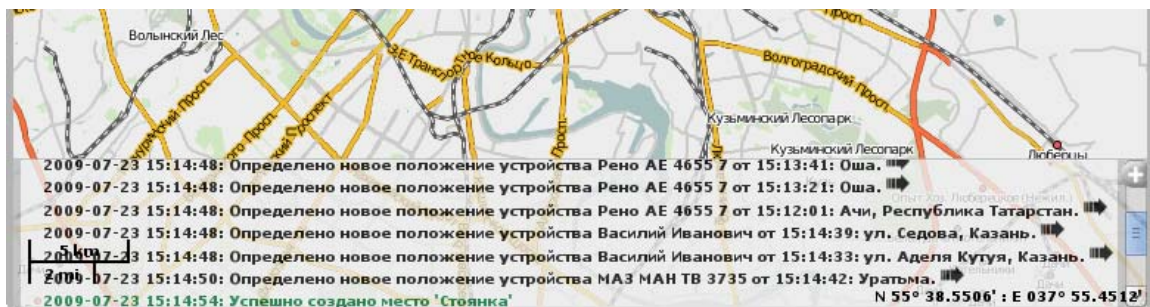 Волынский Лес
3.Е Транспортное Кольцо
Волгоградский Просп.
Просп.
Кузьминский Лесопарк
Кузьминский Лесопарк
Люберцы
2009-07-23 15:14:48: Определено новое положение устройства Рено АЕ 4655 7 от 15:13:41: Оша.
2009-07-23 15:14:48: Определено новое положение устройства Рено АЕ 4655 7 от 15:13:21: Оша.
2009-07-23 15:14:48: Определено новое положение устройства Рено АЕ 4655 7 от 15:12:01: Ачи, Республика Татарстан.
2009-07-23 15:14:48: Определено новое положение устройства Василий Иванович от 15:14:39: ул. Седова, Казань.
5 km
2009-07-23 15:14:48: Определено новое положение устройства Василий Иванович от 15:14:33: ул. Аделя Кутуя, Казань.
2 mi
2009-07-23 15:14:50: Определено новое положение устройства МАЗ МАН ТВ 3735 от 15:14:42: Уратьма.
2009-07-23 15:14:54: Успешно создано место 'Стоянка'
N 55° 38.5506' : E 037° 55.4512'